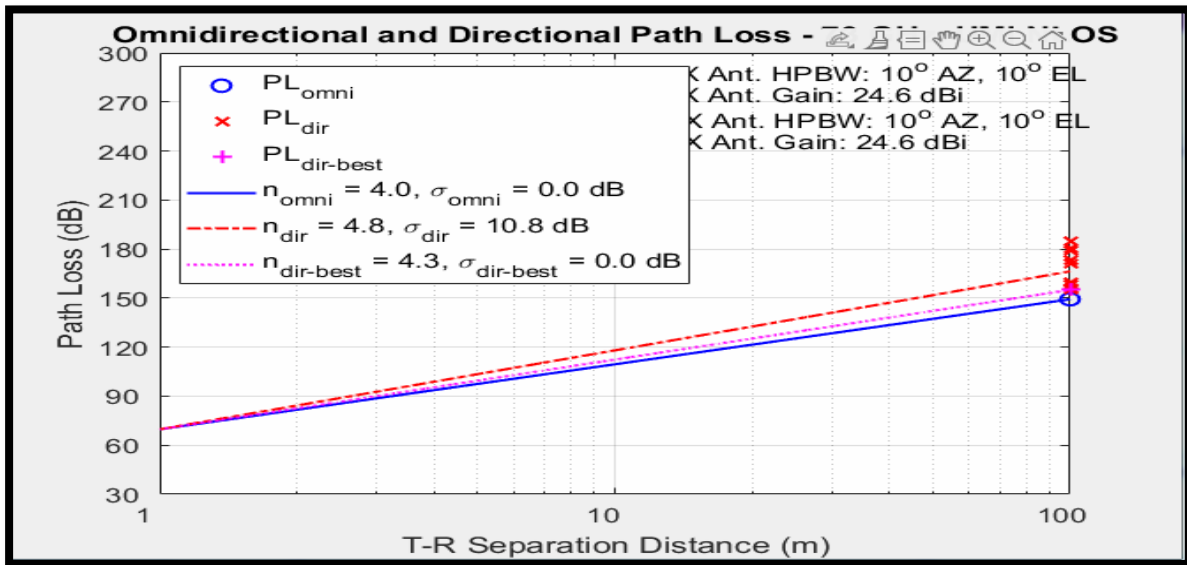 Omnidirectional and Directional Path Loss - OS
300
270
240
210
180
150
120
90
60
30
Path Loss (dB)
PLomni
PLdir
PLdir-best
nomni = 4.0, σomni = 0.0 dB
ndir = 4.8, σdir = 10.8 dB
ndir-best = 4.3, σdir-best = 0.0 dB
X Ant. HPBW: 10° AZ, 10° EL
X Ant. Gain: 24.6 dBi
X Ant. HPBW: 10° AZ, 10° EL
X Ant. Gain: 24.6 dBi
1 10 100
T-R Separation Distance (m)